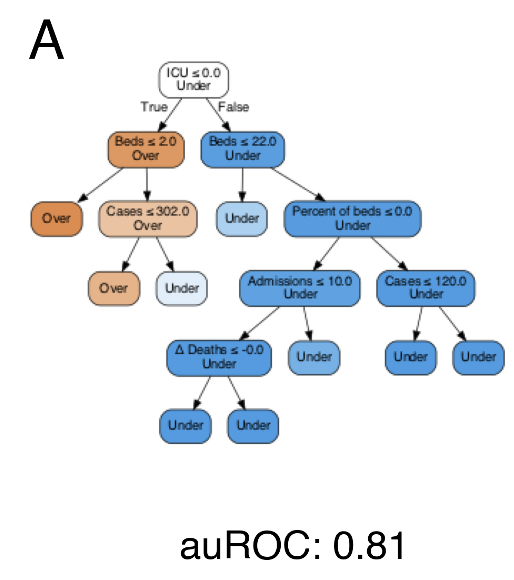 A
ICU ≤ 0.0
Under
True
False
Beds ≤ 2.0
Over
Beds ≤ 22.0
Under
Over
Cases ≤ 302.0
Over
Under
Percent of beds ≤ 0.0
Under
Over
Under
Admissions ≤ 10.0
Under
Cases ≤ 120.0
Under
Δ Deaths ≤ -0.0
Under
Under
Under
Under
Under
Under
auROC: 0.81